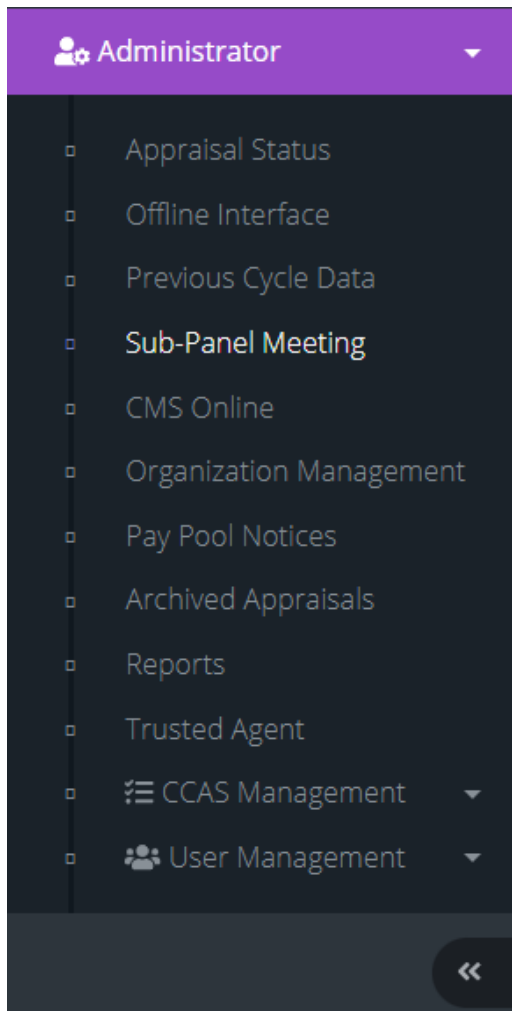 Administrator
Appraisal Status
Offline Interface
Previous Cycle Data
Sub-Panel Meeting
CMS Online
Organization Management
Pay Pool Notices
Archived Appraisals
Reports
Trusted Agent
CCAS Management
User Management